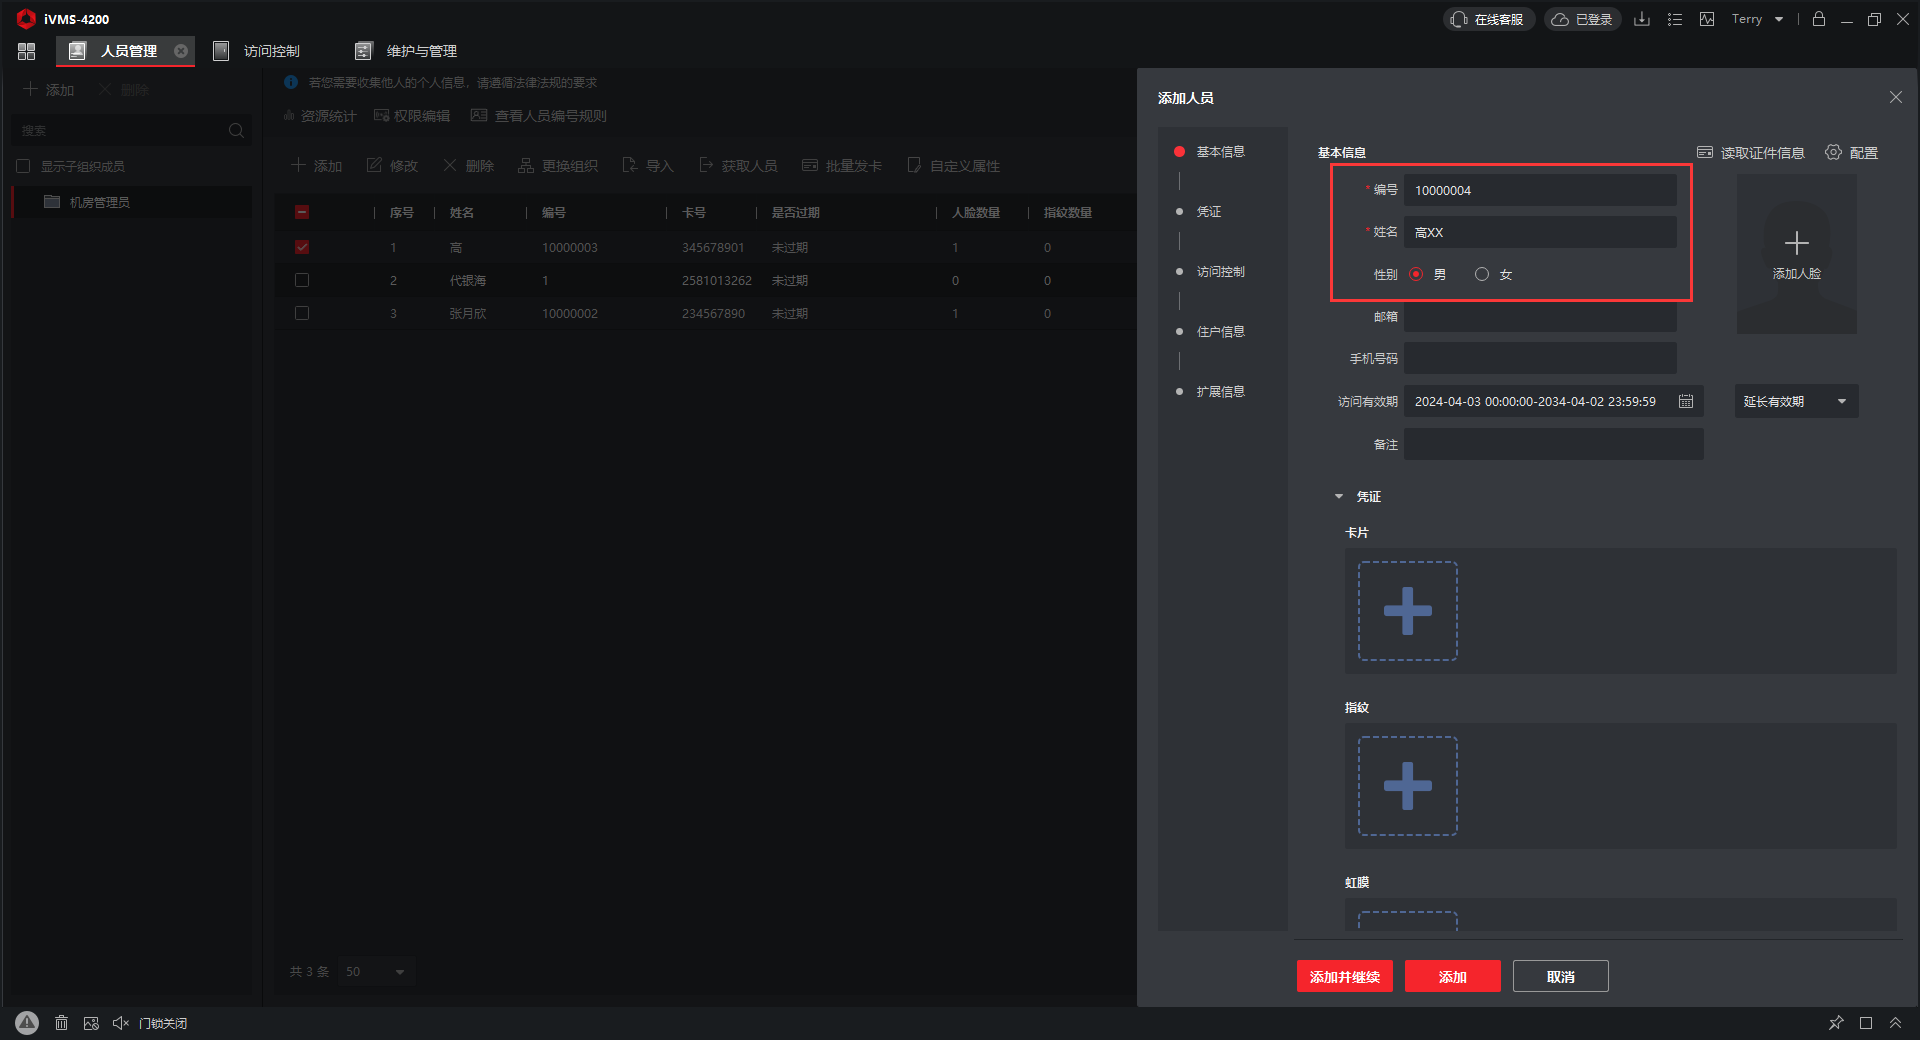 iVMS-4200
在线客服
已登录
Terry
人员管理
访问控制
维护与管理
添加 删除
搜索
显示子组织成员
机房管理员
若您需要收集他人的个人信息，请遵循法律法规的要求
资源统计 权限编辑 查看人员编号规则
添加 修改 删除 更换组织 导入 获取人员 批量发卡 自定义属性
序号 姓名 编号 卡号 是否过期 人脸数量 指纹数量
1 高 10000003 345678901 未过期 1 0
2 代银海 1 2581013262 未过期 0 0
3 张月欣 10000002 234567890 未过期 1 0
共 3 条 50
添加人员
基本信息
凭证
访问控制
住户信息
扩展信息
基本信息
读取证件信息 配置
* 编号 10000004
* 姓名 高XX
性别 男 女
添加人脸
邮箱
手机号码
访问有效期 2024-04-03 00:00:00-2034-04-02 23:59:59 延长有效期
备注
凭证
卡片
指纹
虹膜
添加并继续 添加 取消
门锁关闭